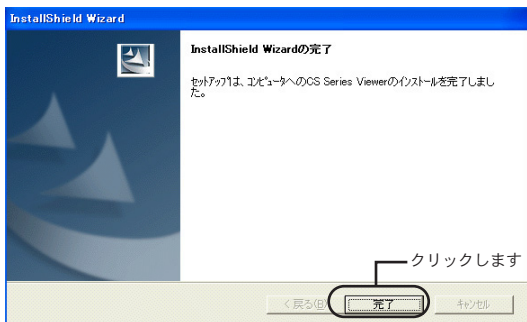 InstallShield Wizard
InstallShield Wizardの完了
ｾｯﾄｱｯﾌﾟは、ｺﾝﾋﾟｭｰﾀへのCS Series Viewerのｲﾝｽﾄｰﾙを完了しまし
た。
クリックします
< 戻る(B)
完了
ｷｬﾝｾﾙ